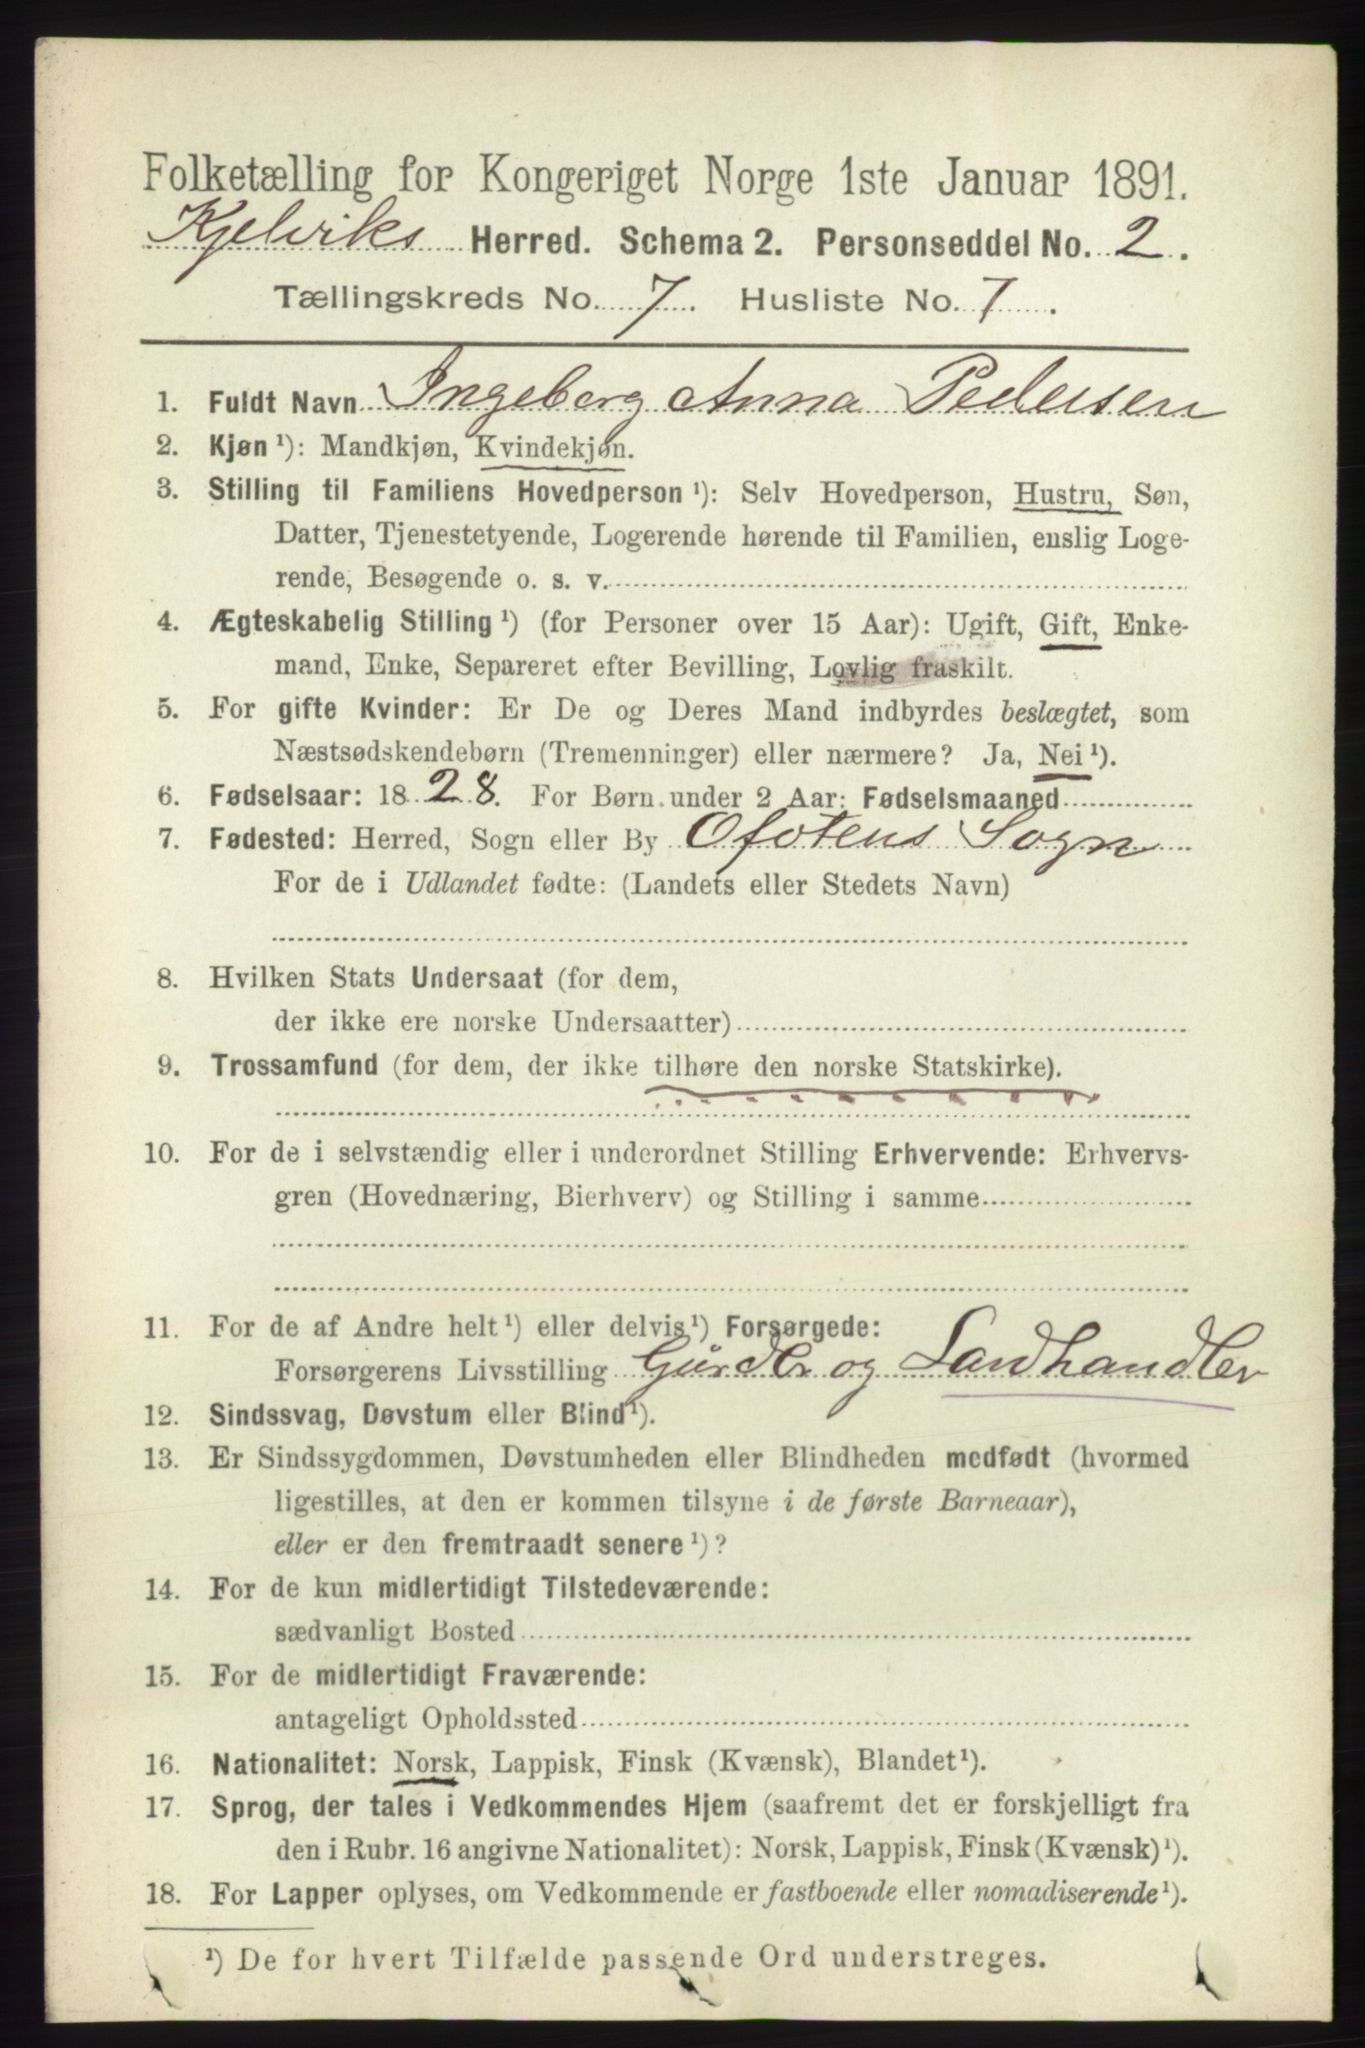 Folketælling for Kongeriget Norge 1ste Januar 1891.
Kjelviks Herred. Schema 2. Personseddel No. 2.
Tællingskreds No. 7. Husliste No. 7.
1. Fuldt Navn Ingeborg Anna Pedersen
2. Kjøn ¹): Mandkjøn, Kvindekjøn.
3. Stilling til Familiens Hovedperson ¹): Selv Hovedperson, Hustru, Søn,
Datter, Tjenestetyende, Logerende hørende til Familien, enslig Loge-
rende, Besøgende o. s. v.
4. Ægteskabelig Stilling ¹) (for Personer over 15 Aar): Ugift, Gift, Enke-
mand, Enke, Separeret efter Bevilling, Lovlig fraskilt.
5. For gifte Kvinder: Er De og Deres Mand indbyrdes beslægtet, som
Næstsødskendebørn (Tremenninger) eller nærmere? Ja, Nei ¹).
6. Fødselsaar: 1828. For Børn under 2 Aar: Fødselsmaaned
7. Fødested: Herred, Sogn eller By Ofotens Sogn
For de i Udlandet fødte: (Landets eller Stedets Navn)
8. Hvilken Stats Undersaat (for dem,
der ikke ere norske Undersaatter)
9. Trossamfund (for dem, der ikke tilhøre den norske Statskirke).
10. For de i selvstændig eller i underordnet Stilling Erhvervende: Erhvervs-
gren (Hovednæring, Bierhverv) og Stilling i samme
11. For de af Andre helt ¹) eller delvis ¹) Forsørgede:
Forsørgerens Livsstilling og Landhandler
12. Sindssvag, Døvstum eller Blind ¹).
13. Er Sindssygdommen, Døvstumheden eller Blindheden medfødt (hvormed
ligestilles, at den er kommen tilsyne i de første Barneaar),
eller er den fremtraadt senere ¹)?
14. For de kun midlertidigt Tilstedeværende:
sædvanligt Bosted
15. For de midlertidigt Fraværende:
antageligt Opholdssted
16. Nationalitet: Norsk, Lappisk, Finsk (Kvænsk), Blandet ¹).
17. Sprog, der tales i Vedkommendes Hjem (saafremt det er forskjelligt fra
den i Rubr. 16 angivne Nationalitet): Norsk, Lappisk, Finsk (Kvænsk) ¹).
18. For Lapper oplyses, om Vedkommende er fastboende eller nomadiserende ¹).
¹) De for hvert Tilfælde passende Ord understreges.